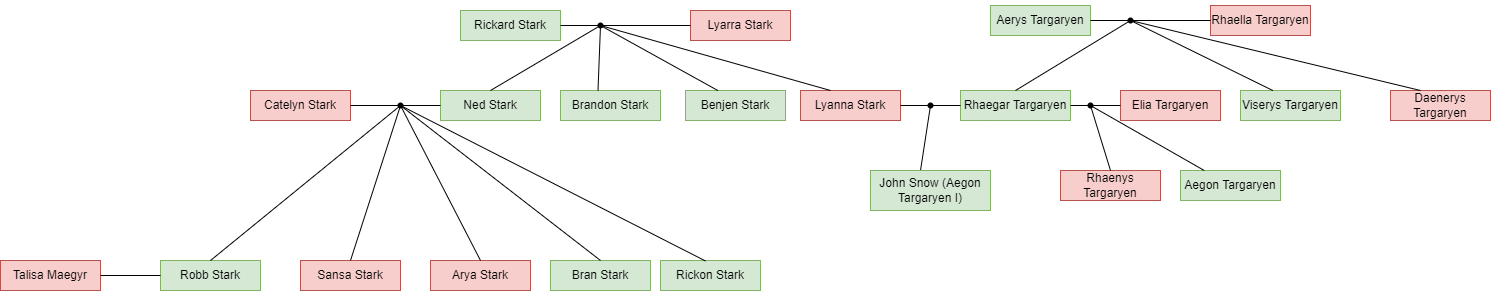 Rickard Stark
Lyarra Stark
Aerys Targaryen
Rhaella Targaryen
Catelyn Stark
Ned Stark
Brandon Stark
Benjen Stark
Lyanna Stark
Rhaegar Targaryen
Elia Targaryen
Viserys Targaryen
Daenerys
Targaryen
John Snow (Aegon
Targaryen I)
Rhaenys
Targaryen
Aegon Targaryen
Talisa Maegyr
Robb Stark
Sansa Stark
Arya Stark
Bran Stark
Rickon Stark